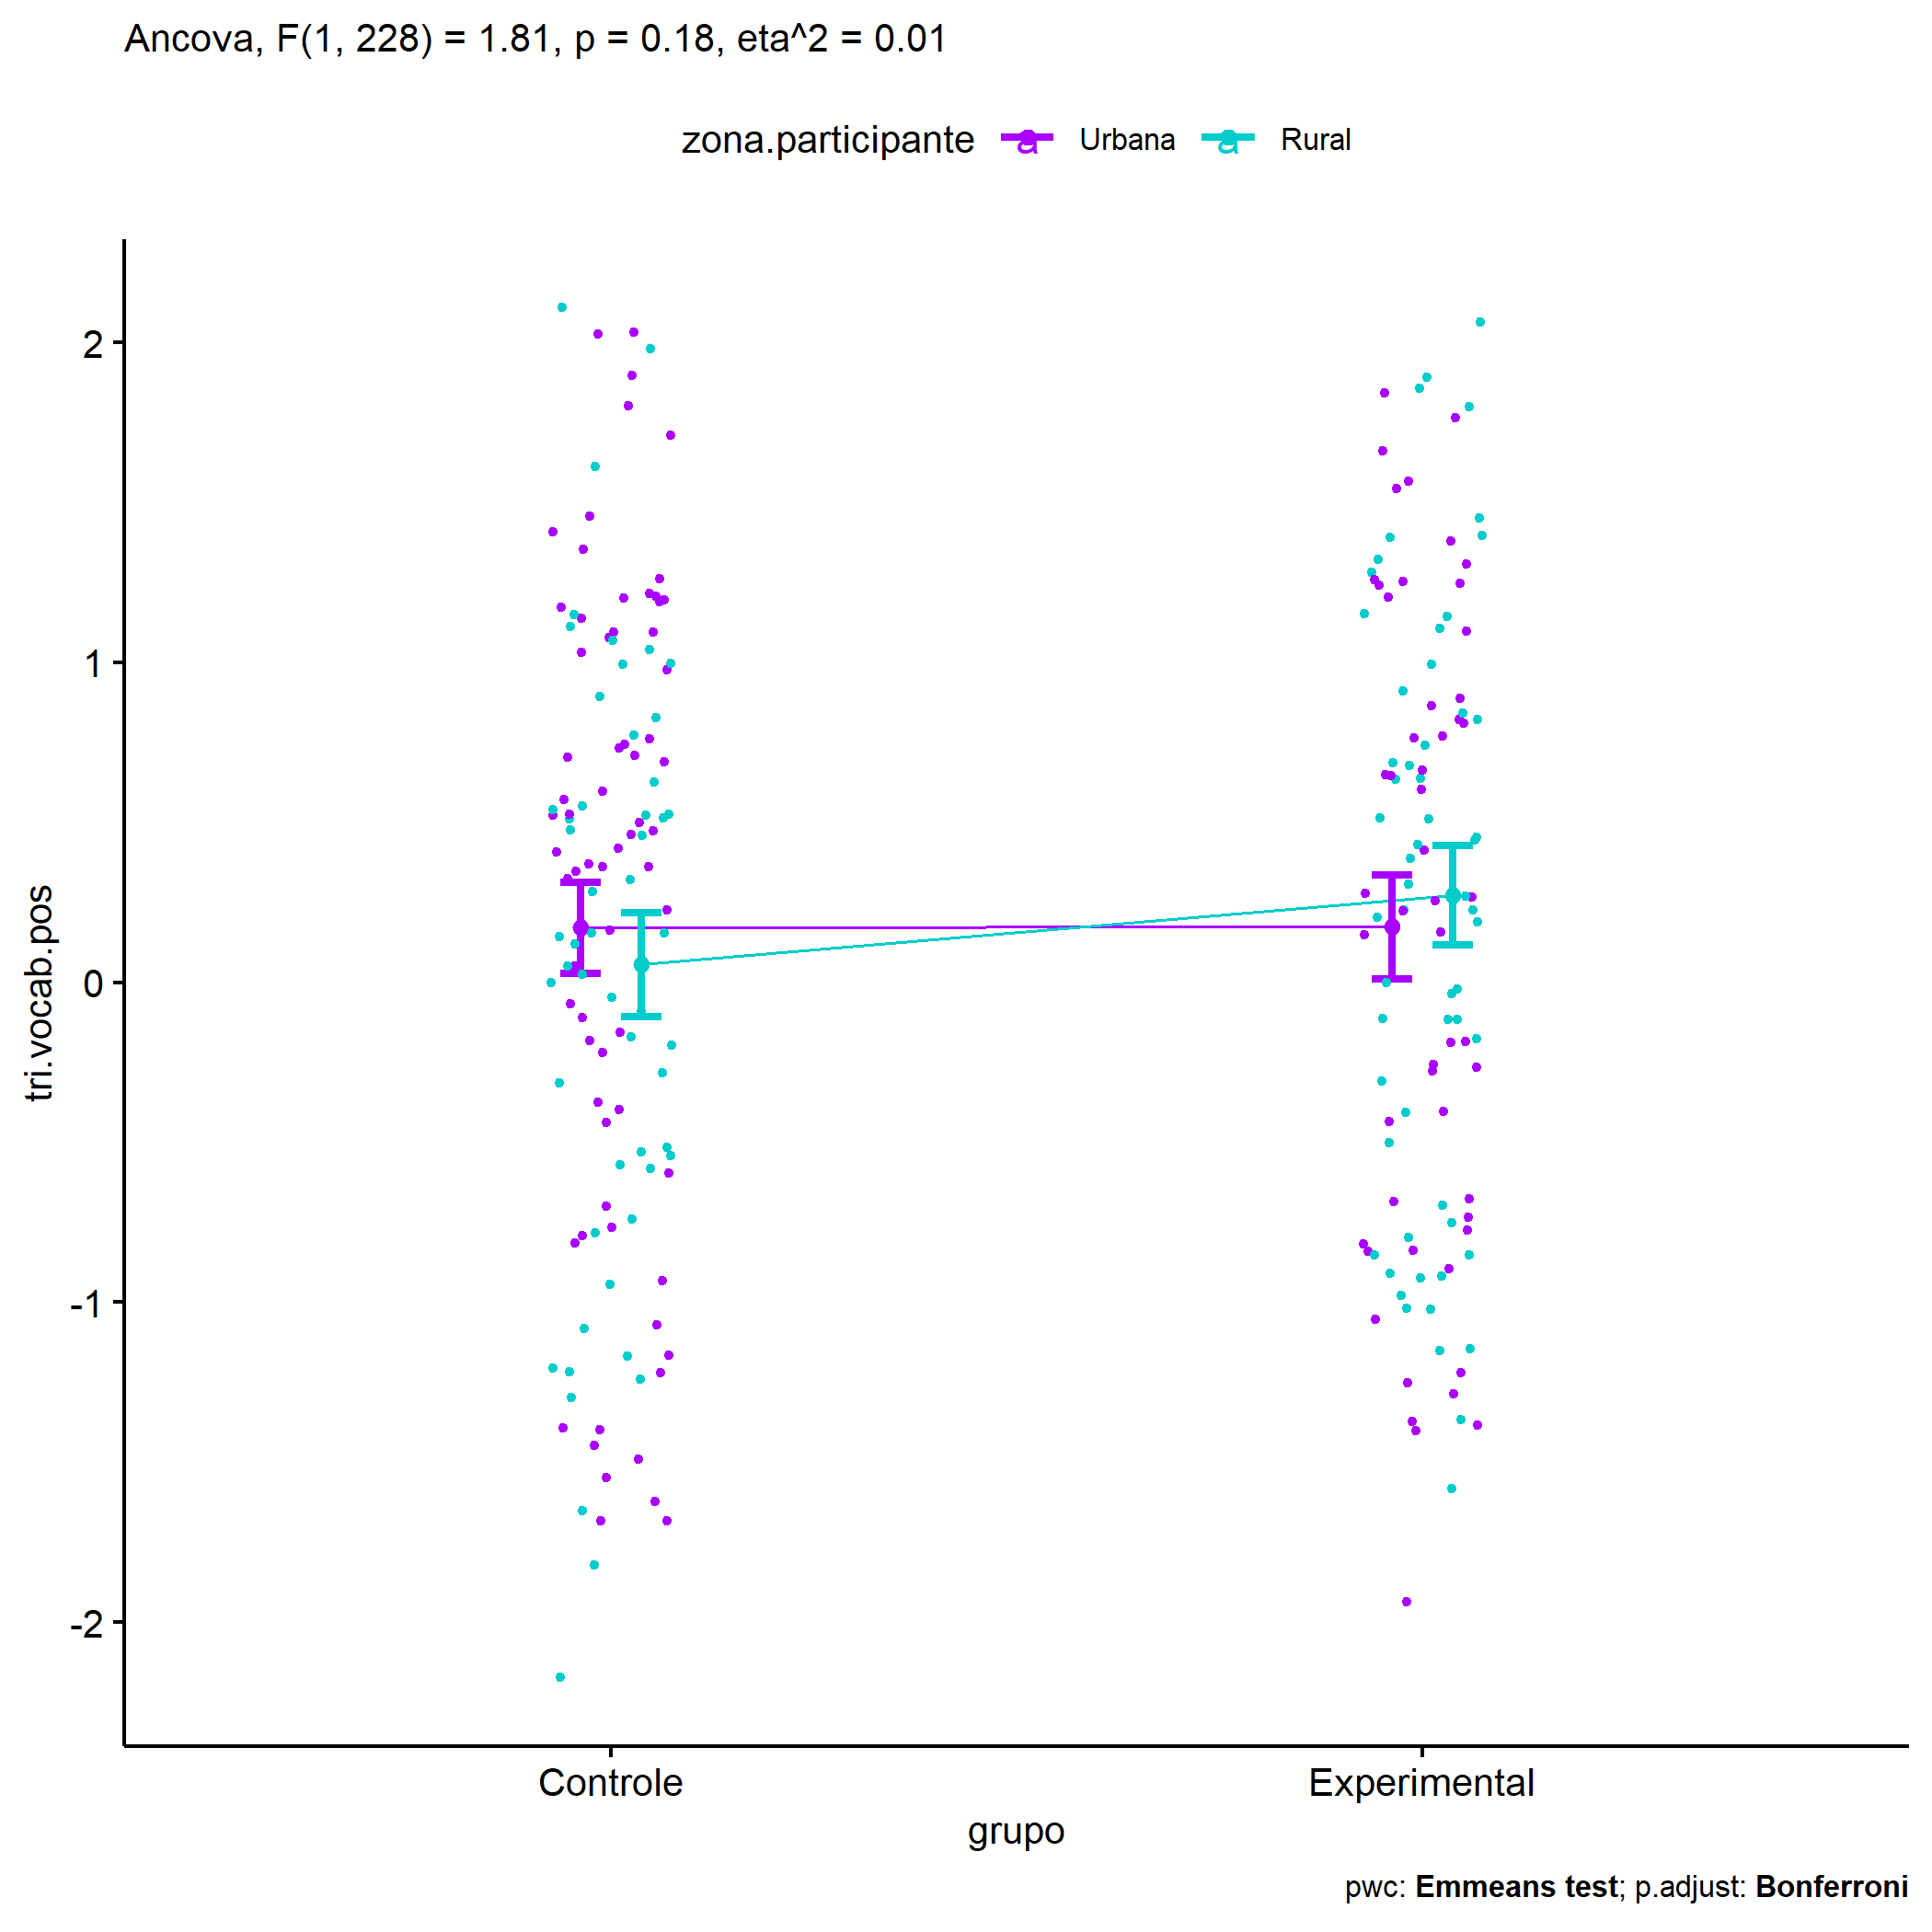 Ancova, F(1, 228) = 1.81, p = 0.18, eta^2 = 0.01
zona.participante a Urbana a Rural
2
1
0
-1
-2
tri.vocab.pos
Controle Experimental
grupo
pwc: Emmeans test; p.adjust: Bonferroni